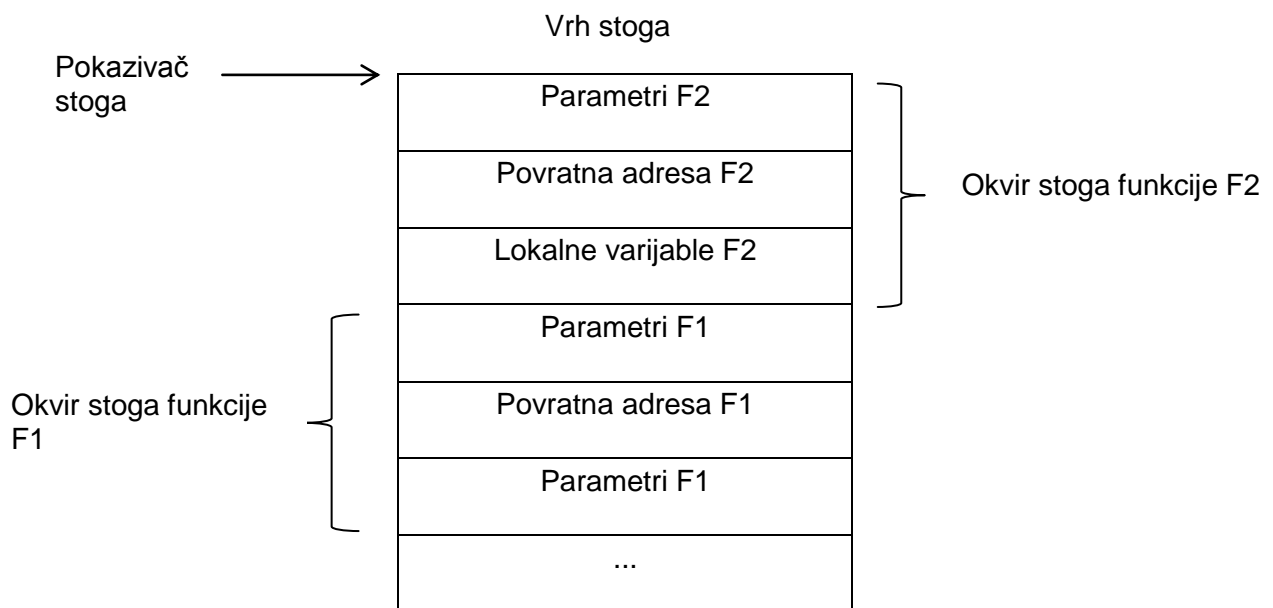 Vrh stoga
Pokazivač
stoga
Parametri F2
Povratna adresa F2
Okvir stoga funkcije F2
Lokalne varijable F2
Parametri F1
Okvir stoga funkcije
F1
Povratna adresa F1
Parametri F1
...